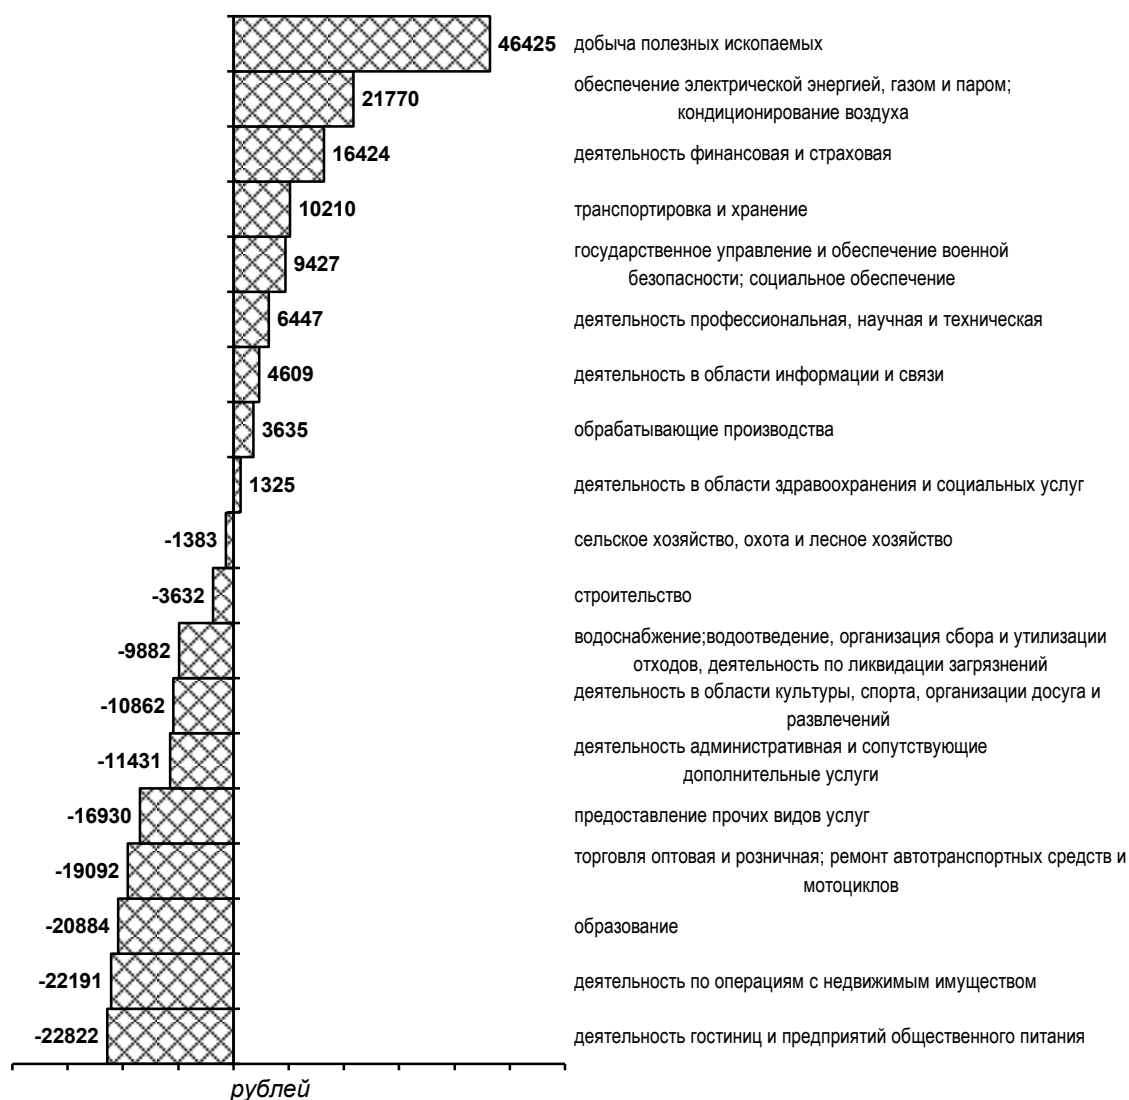 46425 добыча полезных ископаемых
обеспечение электрической энергией, газом и паром;
21770
кондиционирование воздуха
16424 деятельность финансовая и страховая
10210 транспортировка и хранение
государственное управление и обеспечение военной
9427
безопасности; социальное обеспечение
6447 деятельность профессиональная, научная и техническая
4609 деятельность в области информации и связи
3635 обрабатывающие производства
1325 деятельность в области здравоохранения и социальных услуг
-1383 сельское хозяйство, охота и лесное хозяйство
-3632 строительство
водоснабжение;водоотведение, организация сбора и утилизации
-9882
отходов, деятельность по ликвидации загрязнений
деятельность в области культуры, спорта, организации досуга и
-10862
развлечений
деятельность административная и сопутствующие
-11431
дополнительные услуги
-16930 предоставление прочих видов услуг
торговля оптовая и розничная; ремонт автотранспортных средств и
-19092
мотоциклов
-20884 образование
-22191 деятельность по операциям с недвижимым имуществом
-22822 деятельность гостиниц и предприятий общественного питания
рублей